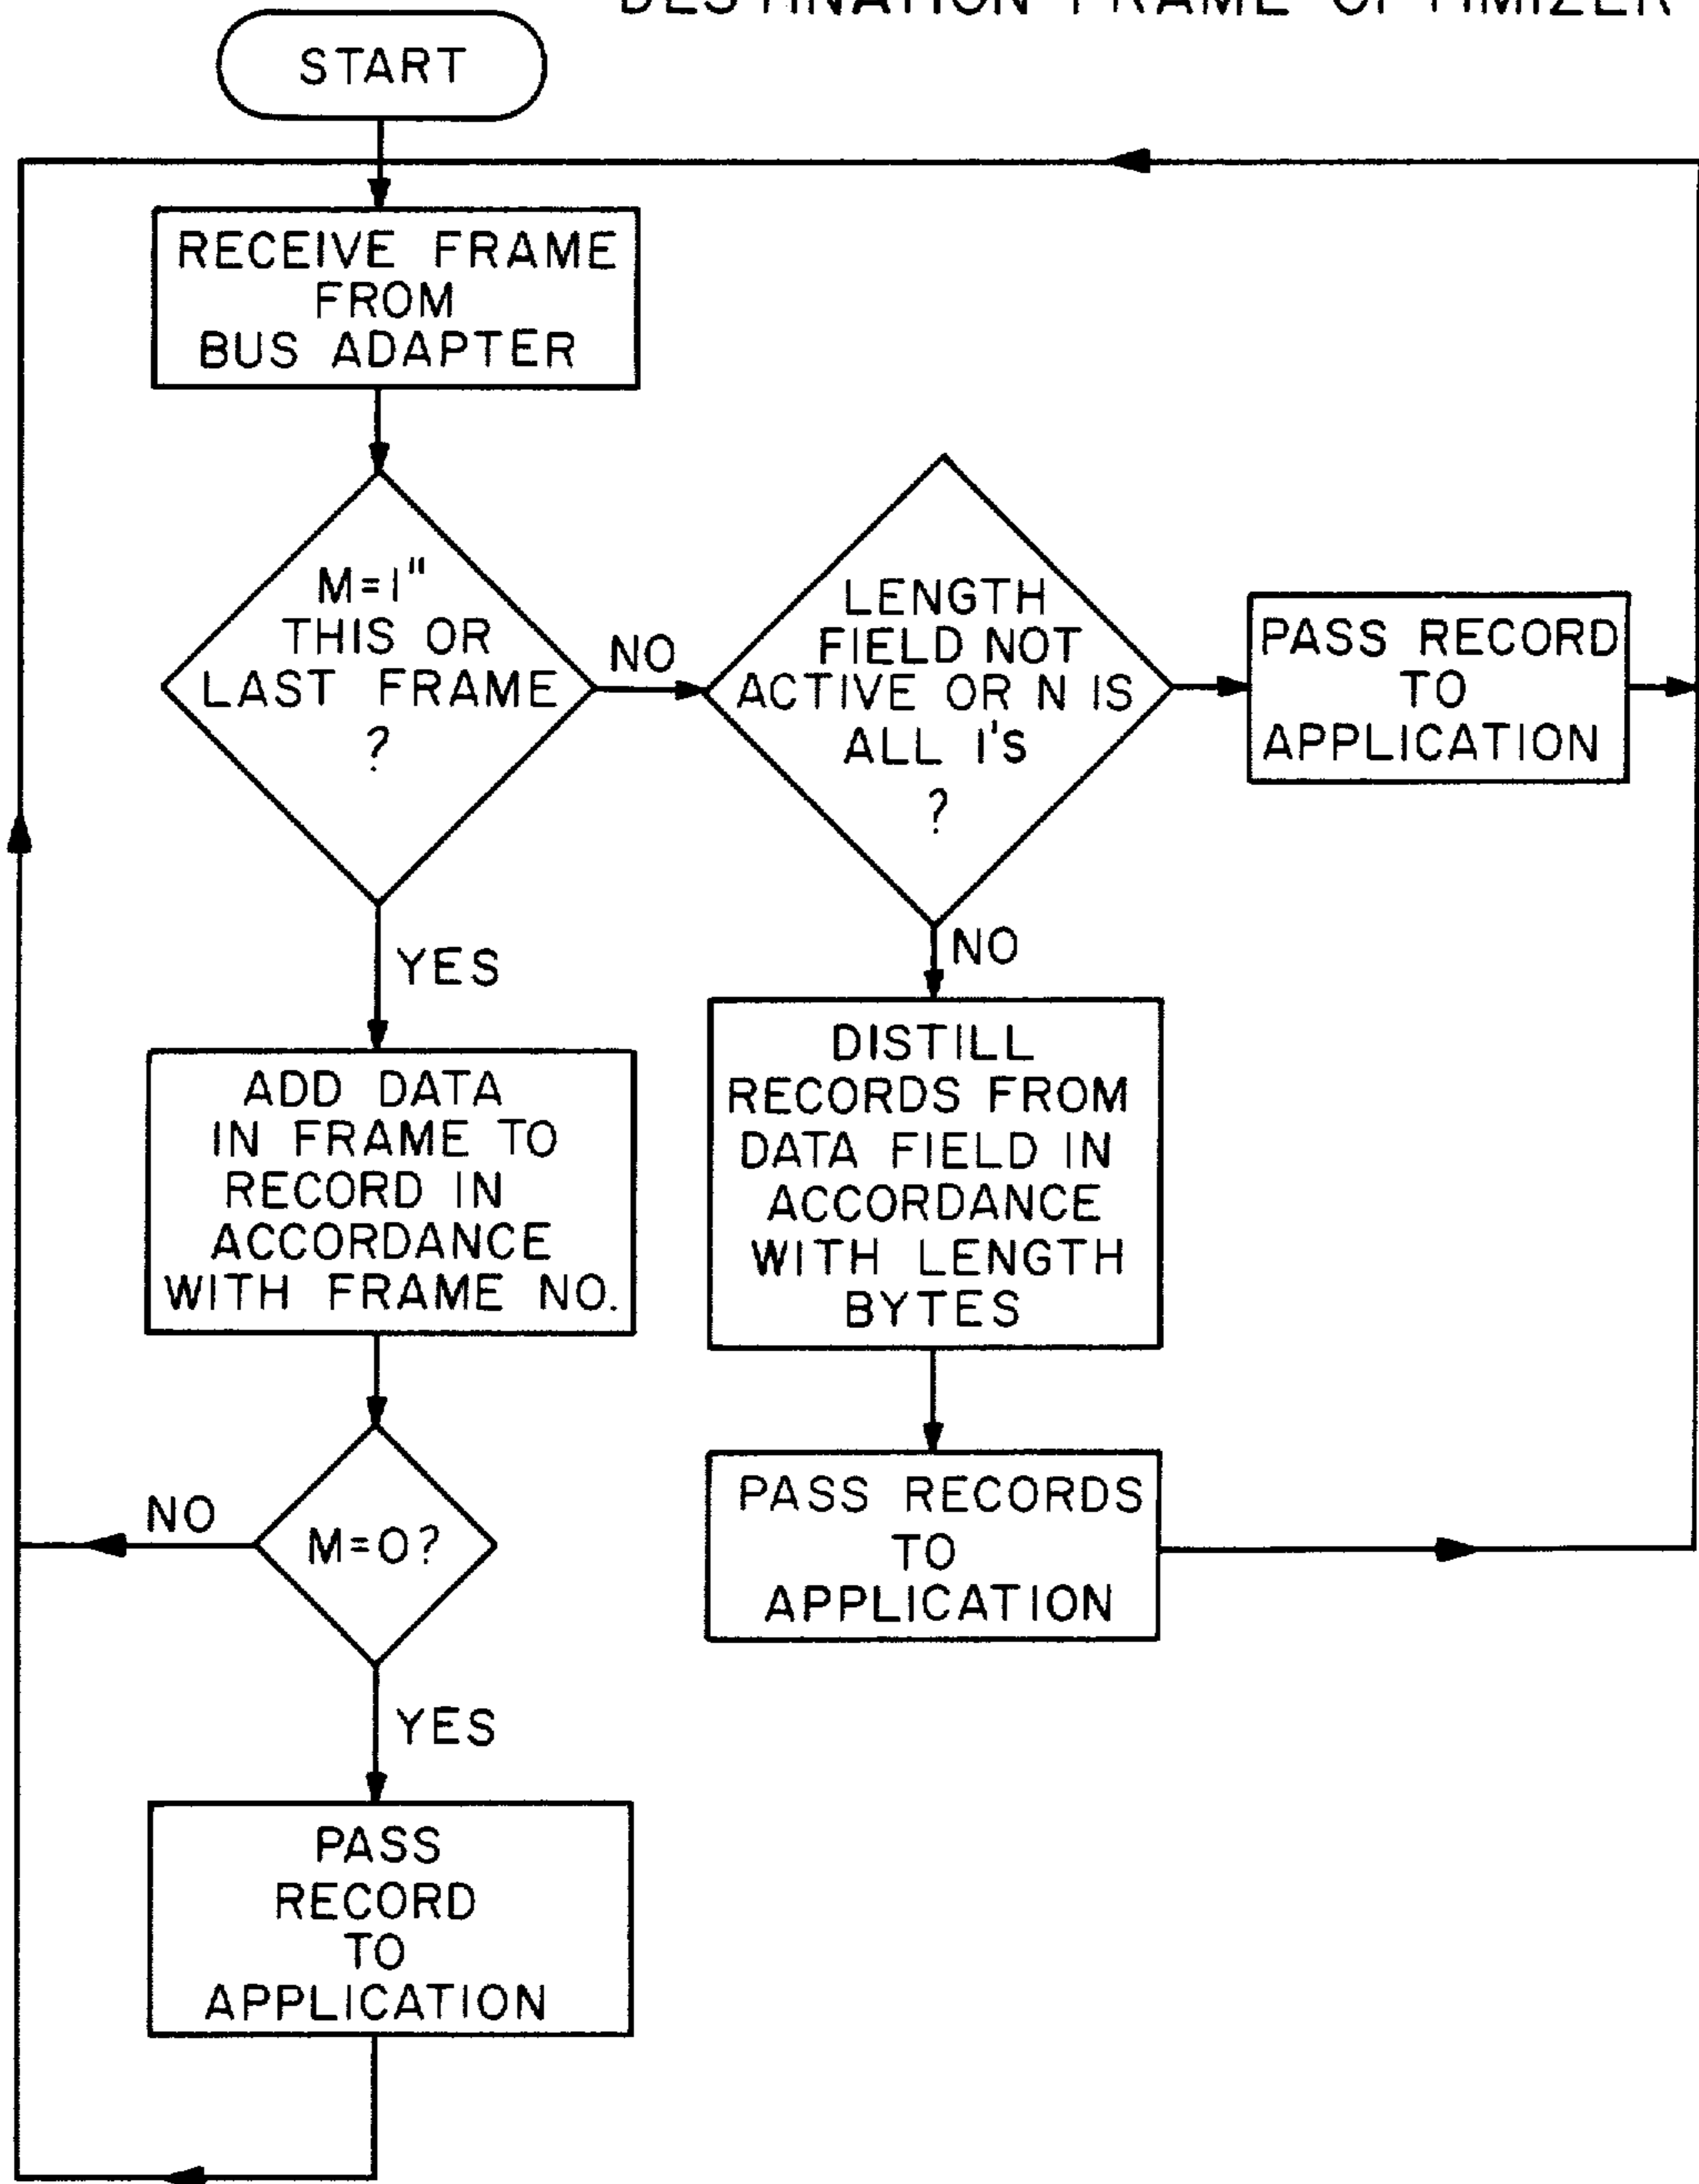 DESTINATION FRAME OPTIMIZER
START
RECEIVE FRAME
FROM
BUS ADAPTER
M=1"
THIS OR
LAST FRAME
?
NO
LENGTH
FIELD NOT
ACTIVE OR N IS
ALL 1's
?
PASS RECORD
TO
APPLICATION
YES
NO
ADD DATA
IN FRAME TO
RECORD IN
ACCORDANCE
WITH FRAME NO.
DISTILL
RECORDS FROM
DATA FIELD IN
ACCORDANCE
WITH LENGTH
BYTES
NO
M=0?
PASS RECORDS
TO
APPLICATION
YES
PASS
RECORD
TO
APPLICATION